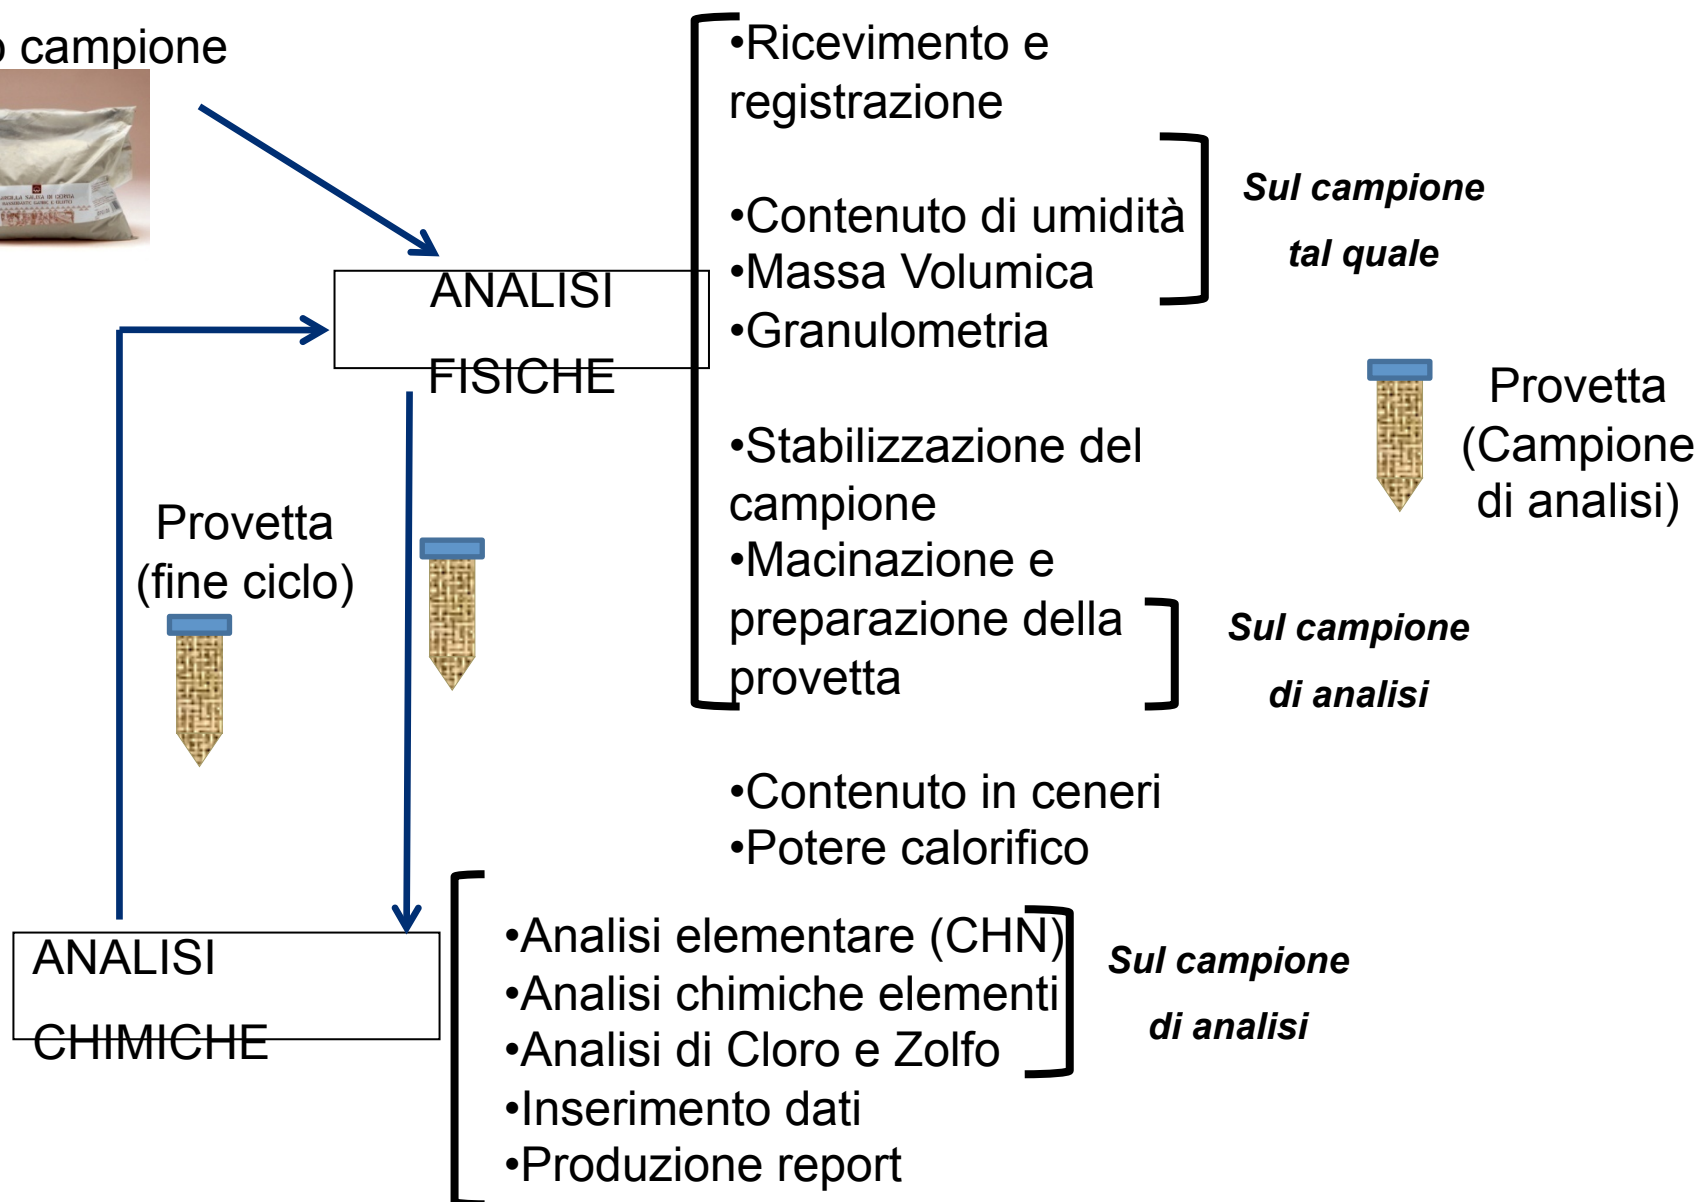 campione
•Ricevimento e
registrazione
•Contenuto di umidità
•Massa Volumica
•Granulometria
Sul campione
tal quale
ANALISI
FISICHE
•Stabilizzazione del
campione
•Macinazione e
preparazione della
provetta
Provetta
(Campione
di analisi)
Provetta
(fine ciclo)
Sul campione
di analisi
•Contenuto in ceneri
•Potere calorifico
ANALISI
CHIMICHE
•Analisi elementare (CHN)
•Analisi chimiche elementi
•Analisi di Cloro e Zolfo
•Inserimento dati
•Produzione report
Sul campione
di analisi